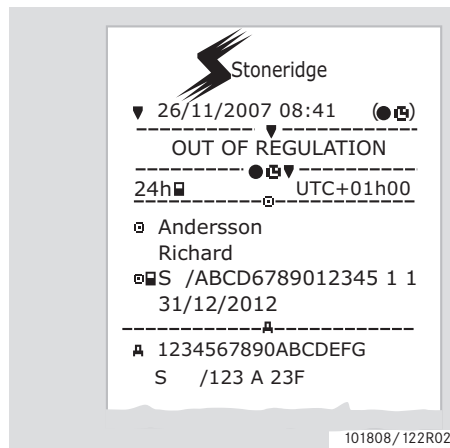 Stoneridge
26/11/2007 08:41 ( )
OUT OF REGULATION
24h UTC+01h00
Andersson
Richard
S /ABCD6789012345 1 1
31/12/2012
1234567890ABCDEFG
S /123 A 23F
101808/122R02